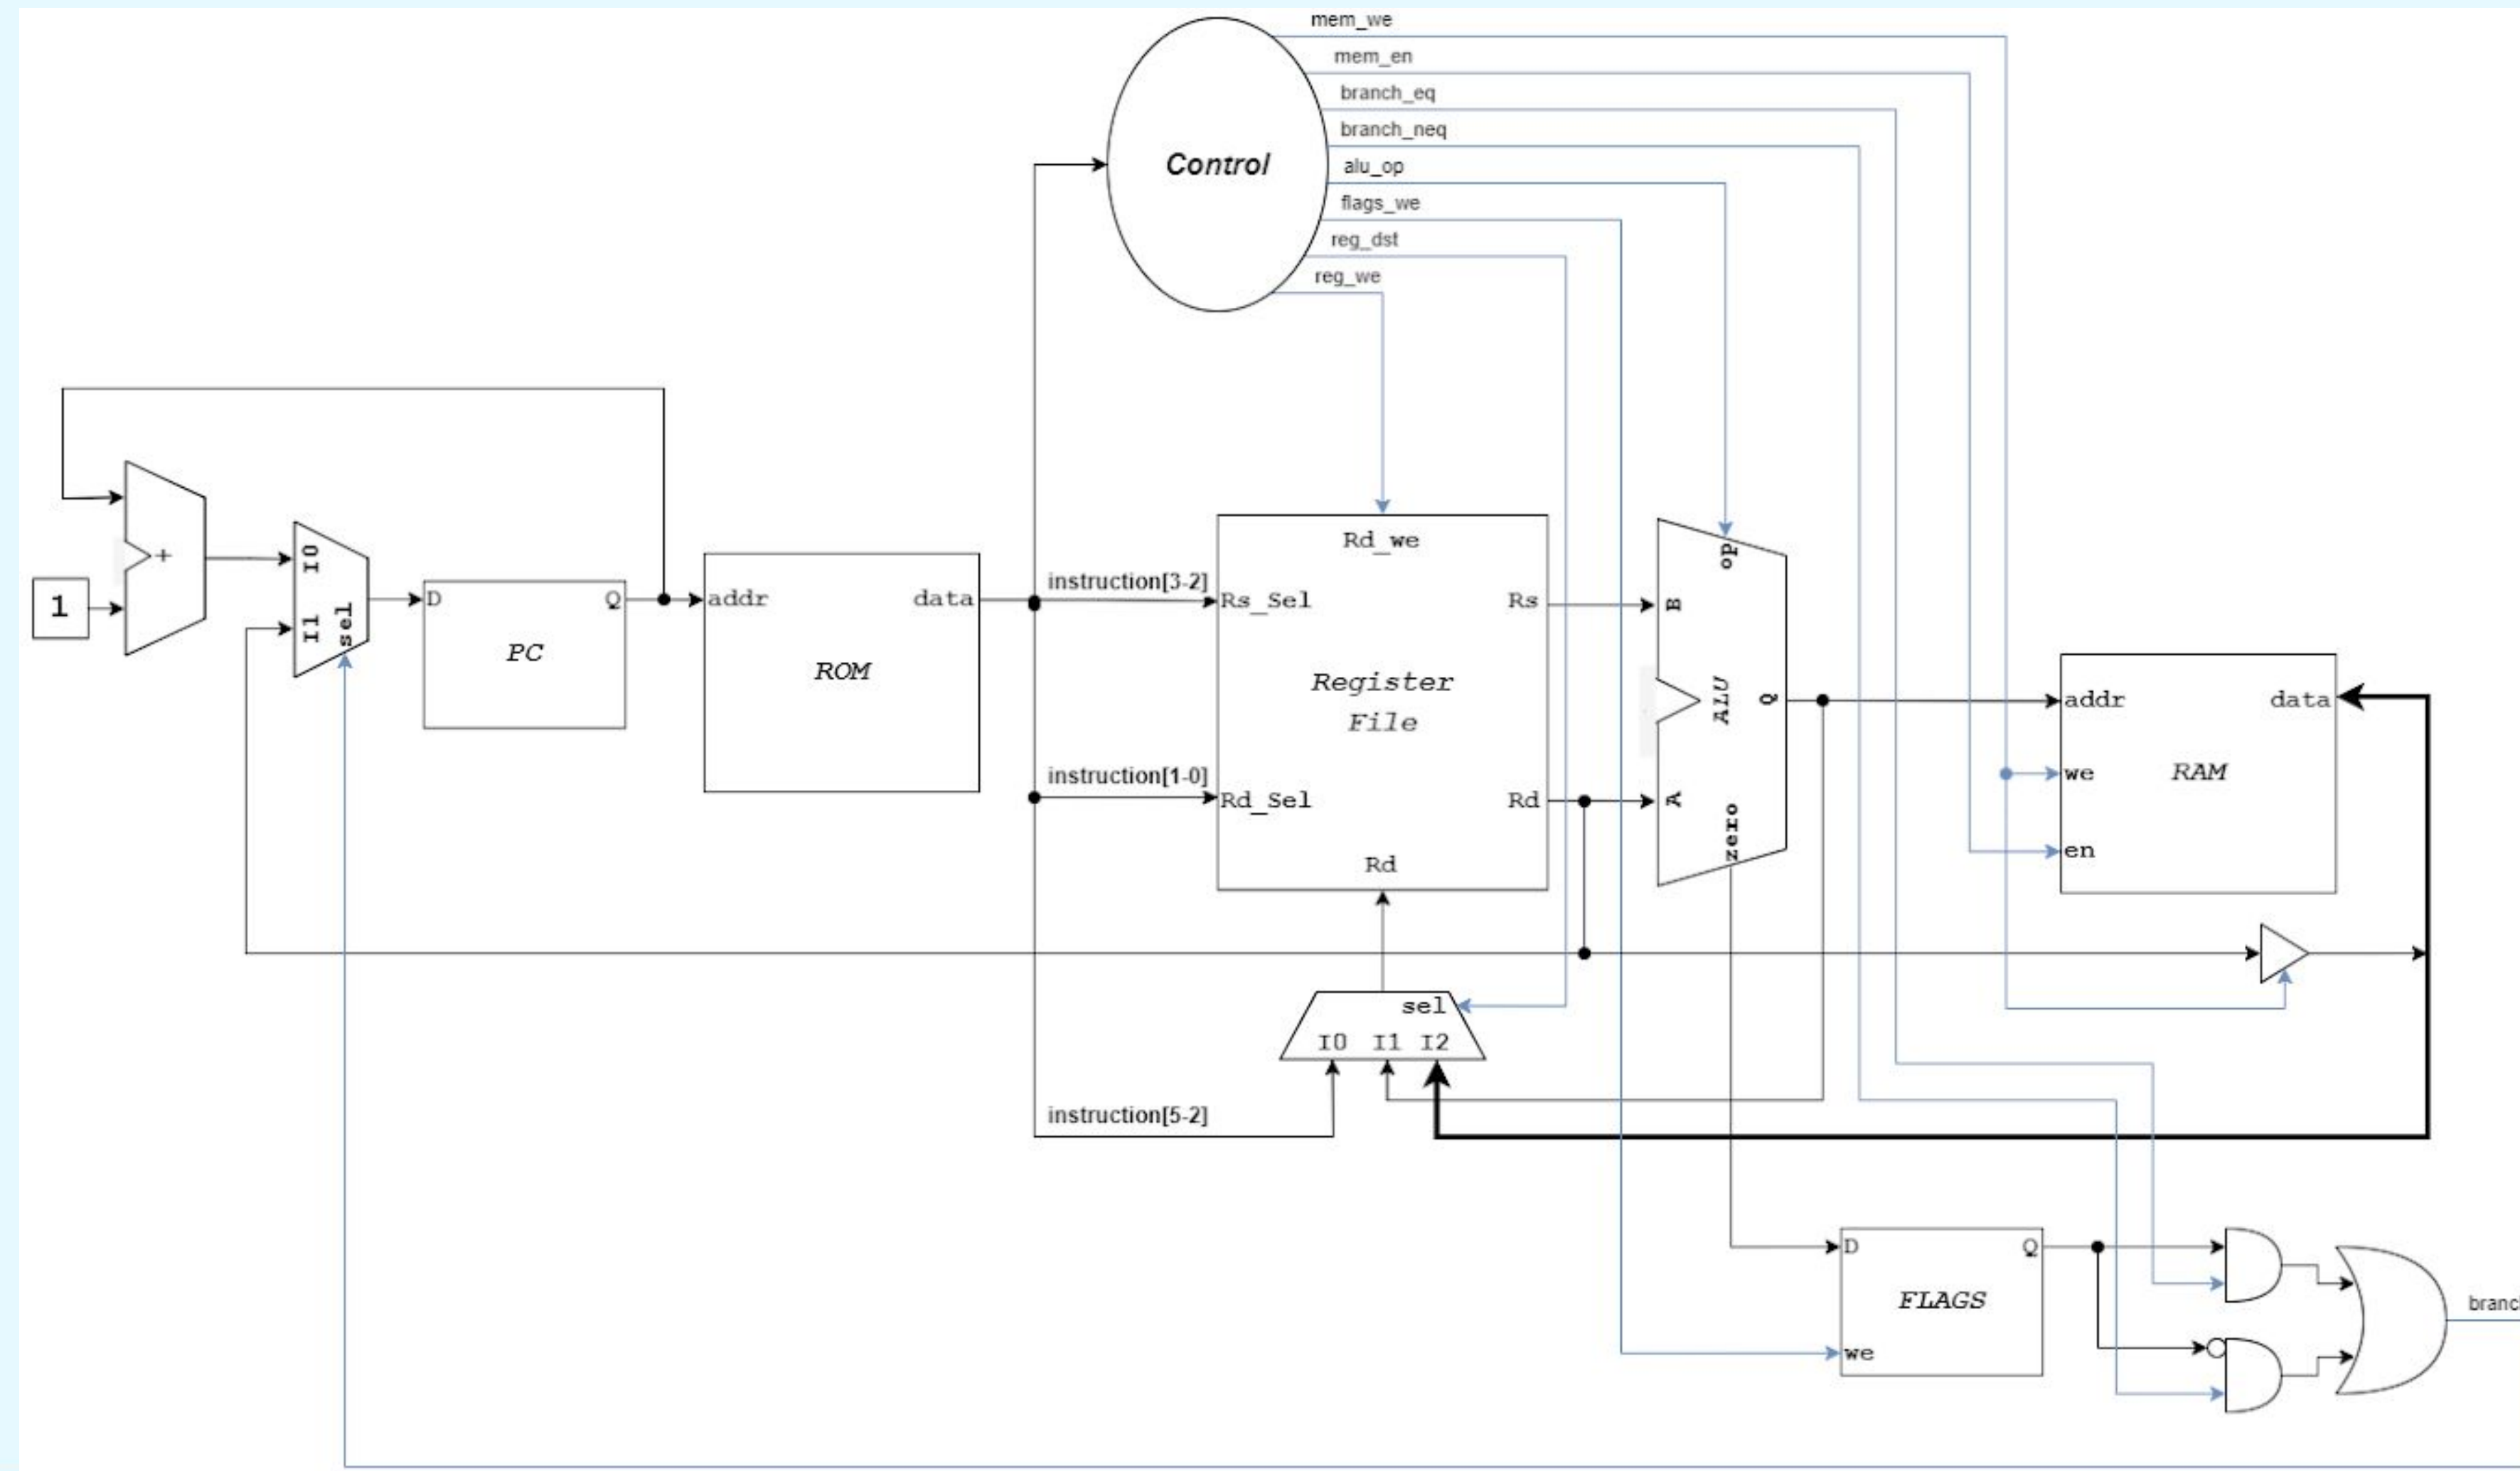 mem_we
mem_en
branch_eq
branch_neq
alu_op
flags_we
reg_dst
reg_we
Control
+
1
I0
I1
sel
D
Q
PC
addr
data
ROM
instruction[3-2]
instruction[1-0]
instruction[5-2]
Rd_we
Rs_Sel
Rs
Register
File
Rd_Sel
Rd
Rd
op
B
ALU
Q
A
zero
addr
data
we
RAM
en
sel
I0 I1 I2
D
Q
FLAGS
we
branc